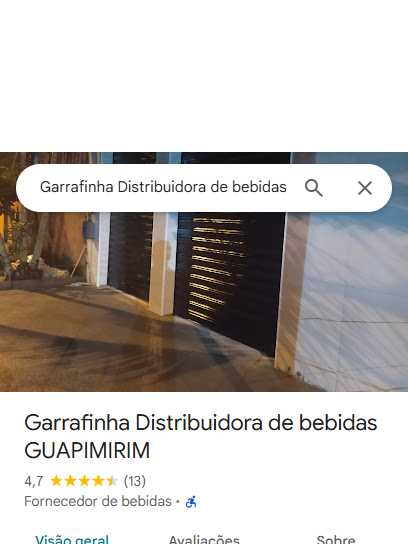 Garrafinha Distribuidora de bebidas
Garrafinha Distribuidora de bebidas
GUAPIMIRIM
4,7 (13)
Fornecedor de bebidas ·
Visão geral Avaliações Sobre